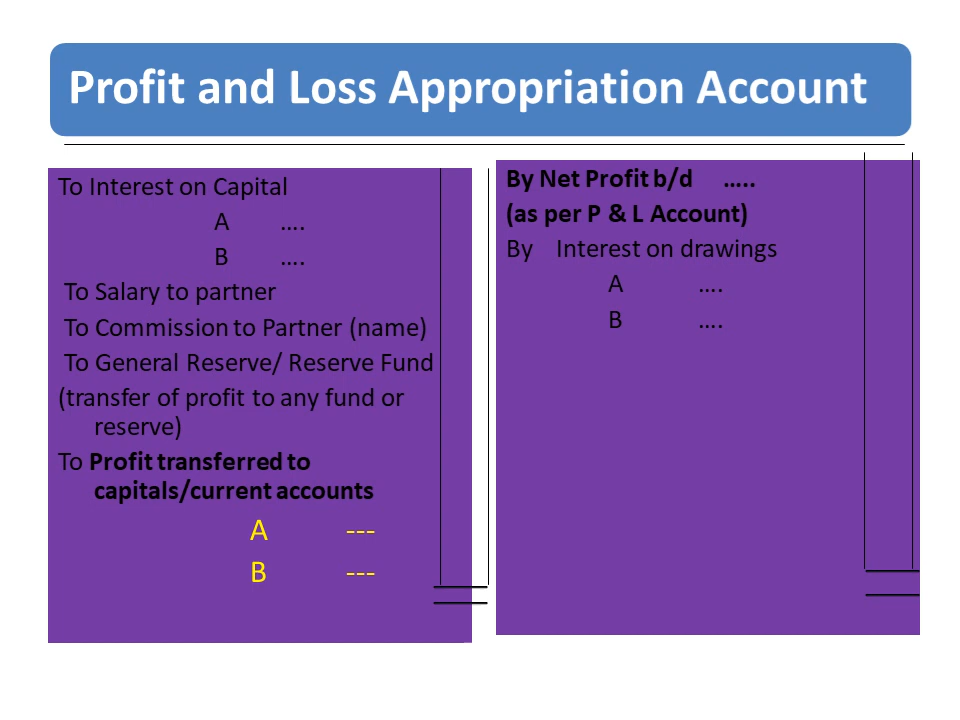 Profit and Loss Appropriation Account
To Interest on Capital
A ....
B ....
To Salary to partner
To Commission to Partner (name)
To General Reserve/ Reserve Fund
(transfer of profit to any fund or
reserve)
To Profit transferred to
capitals/current accounts
A ---
B ---
By Net Profit b/d .....
(as per P & L Account)
By Interest on drawings
A ....
B ....